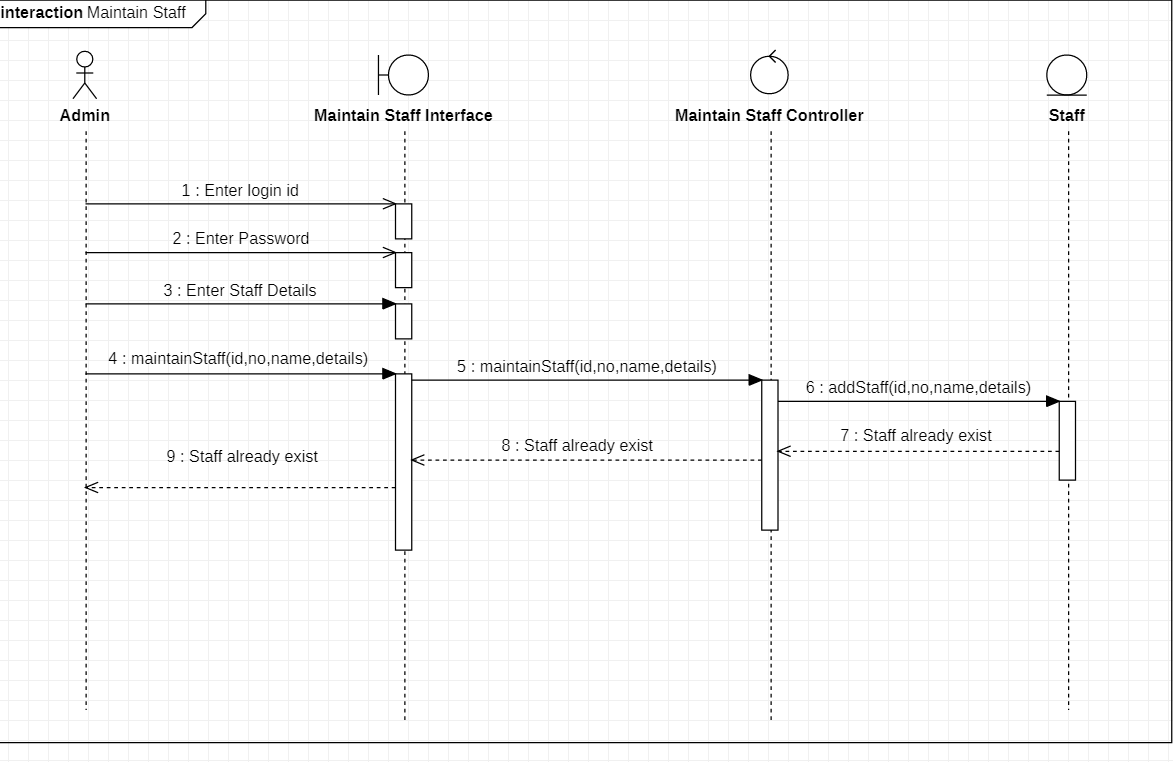 interaction Maintain Staff
Admin
Maintain Staff Interface
Maintain Staff Controller
Staff
1 : Enter login id
2 : Enter Password
3 : Enter Staff Details
4 : maintainStaff(id,no,name,details)
5 : maintainStaff(id,no,name,details)
6 : addStaff(id,no,name,details)
7 : Staff already exist
8 : Staff already exist
9 : Staff already exist